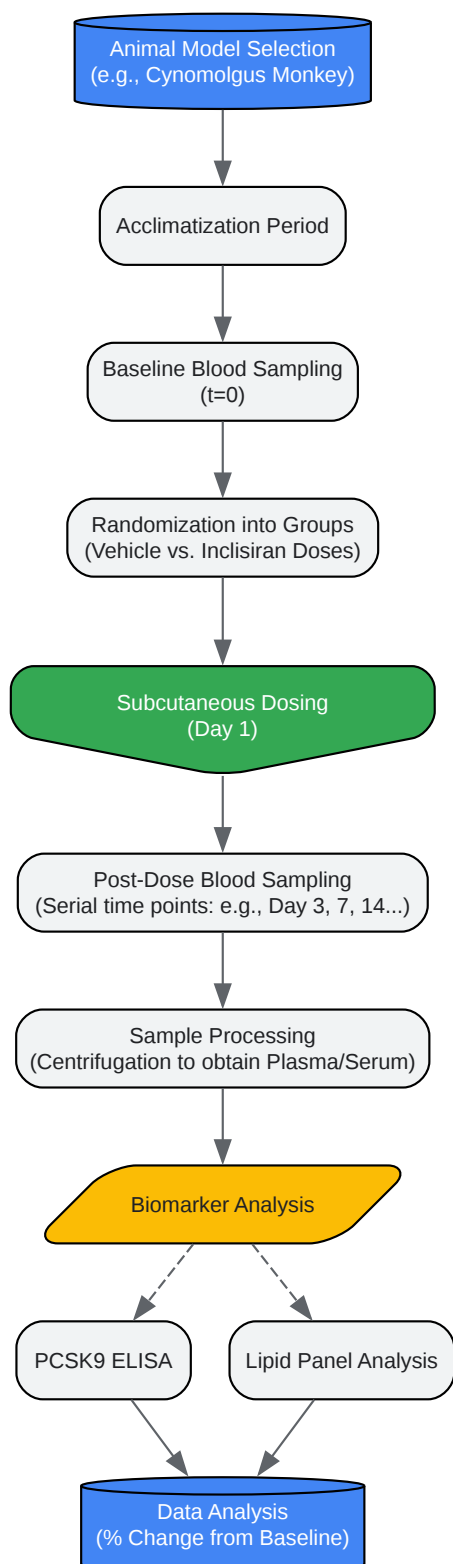 Animal Model Selection
(e.g., Cynomolgus Monkey)
Acclimatization Period
Baseline Blood Sampling
(t=0)
Randomization into Groups
(Vehicle vs. Inclisiran Doses)
Subcutaneous Dosing
(Day 1)
Post-Dose Blood Sampling
(Serial time points: e.g., Day 3, 7, 14...)
Sample Processing
(Centrifugation to obtain Plasma/Serum)
Biomarker Analysis
PCSK9 ELISA
Lipid Panel Analysis
Data Analysis
(% Change from Baseline)